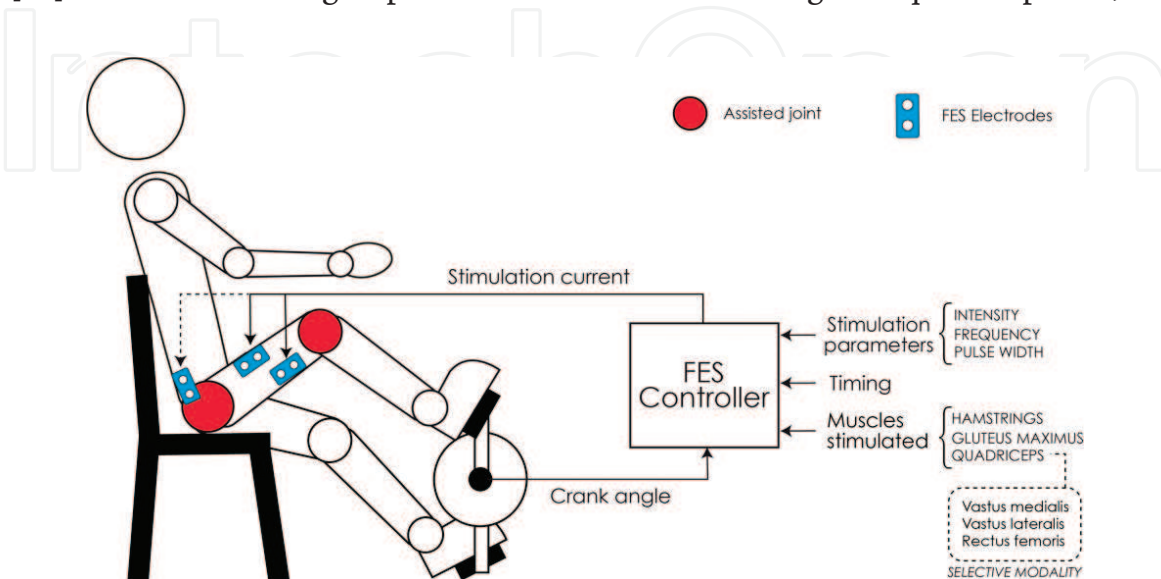 Assisted joint
FES Electrodes
Stimulation current
FES
Controller
Stimulation
parameters
INTENSITY
FREQUENCY
PULSE WIDTH
Timing
Muscles
stimulated
HAMSTRINGS
GLUTEUS MAXIMUS
QUADRICEPS
Crank angle
Vastus medialis
Vastus lateralis
Rectus femoris
SELECTIVE MODALITY